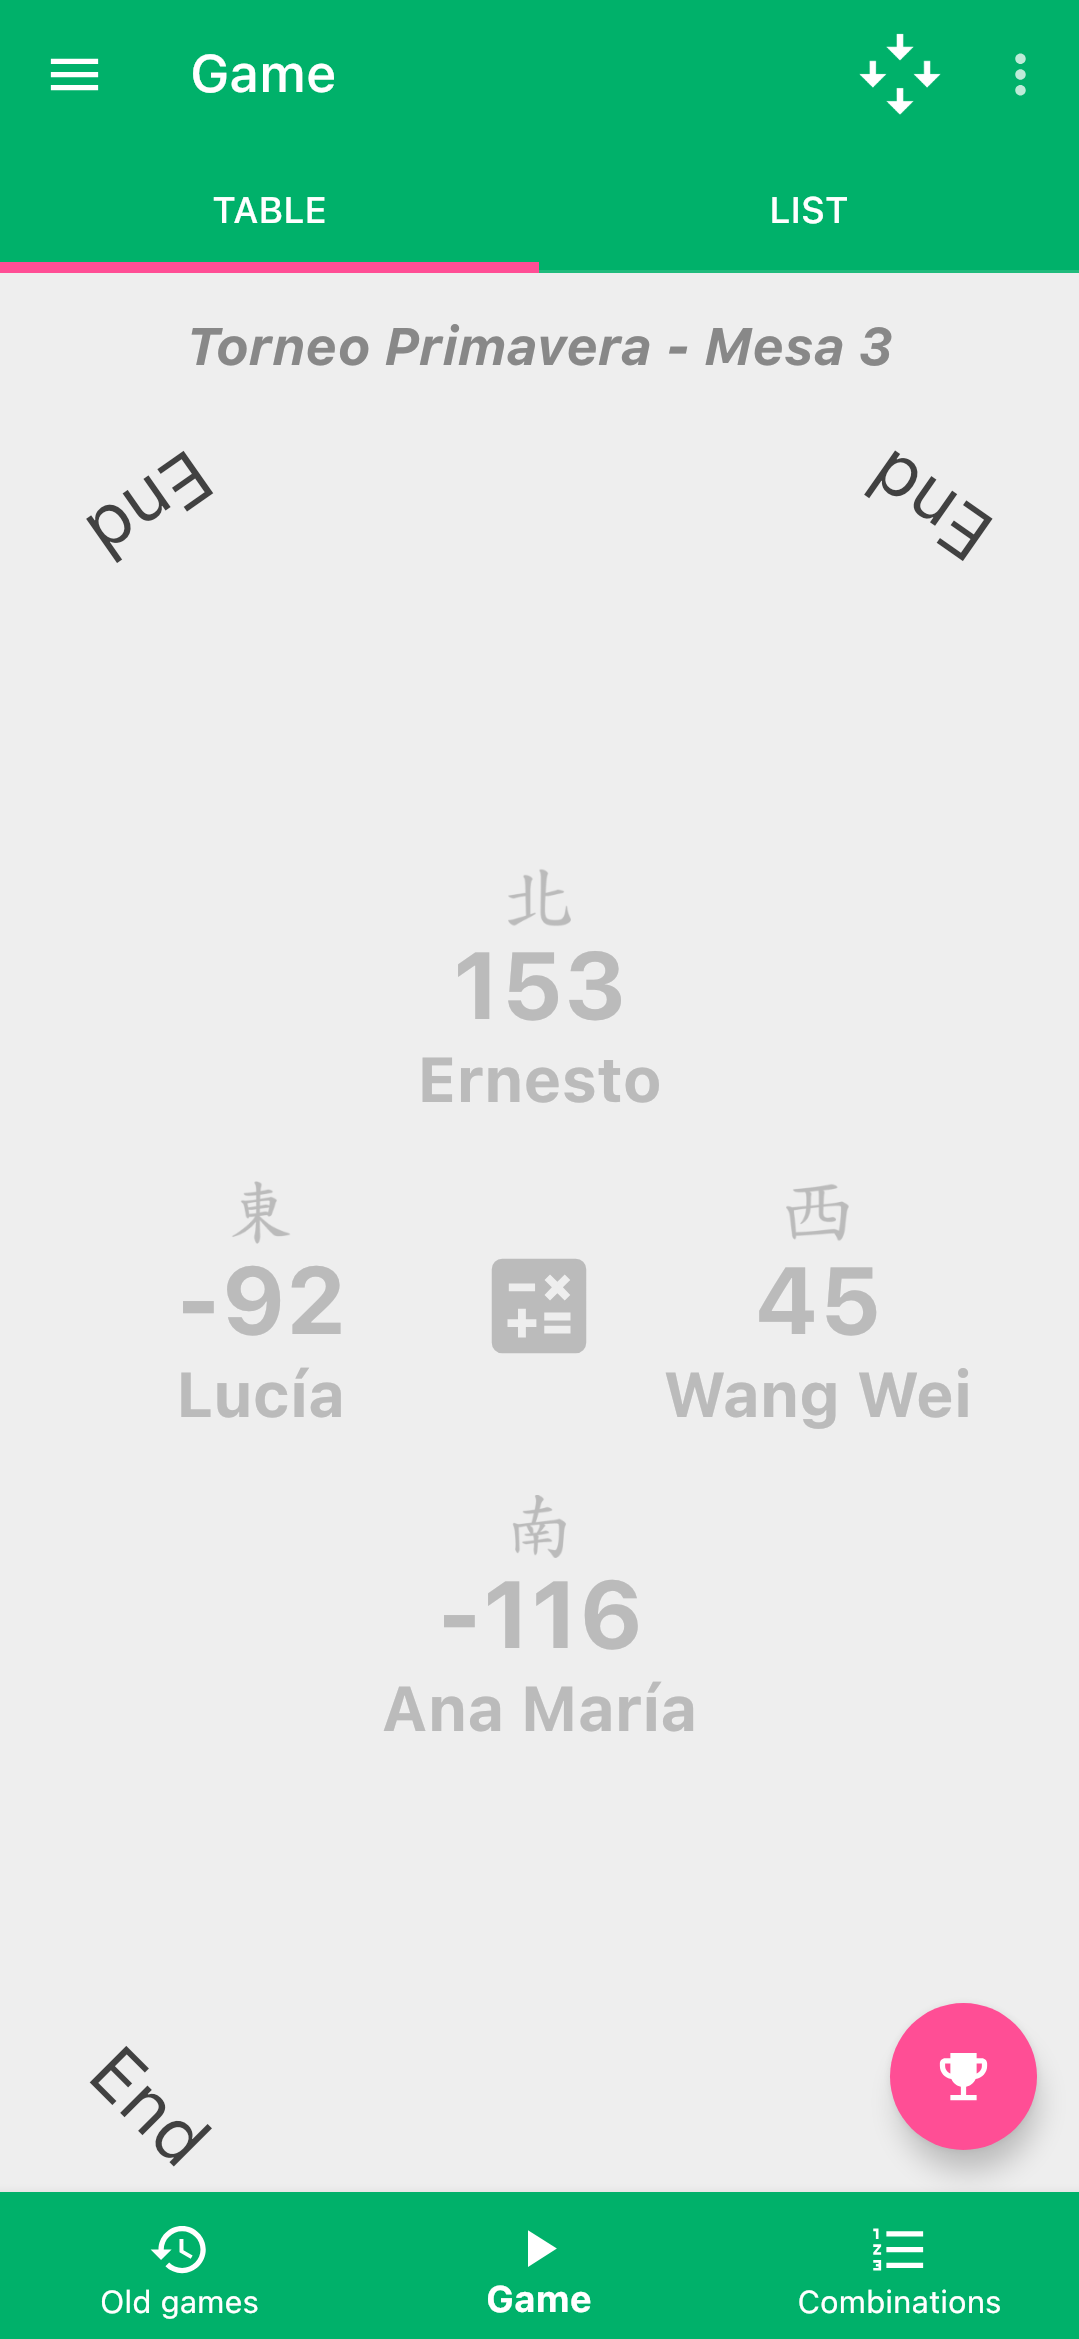 Game
TABLE
LIST
Torneo Primavera - Mesa 3
End
End
北
153
Ernesto
東
-92
Lucía
西
45
Wang Wei
南
-116
Ana María
End
Old games
Game
Combinations